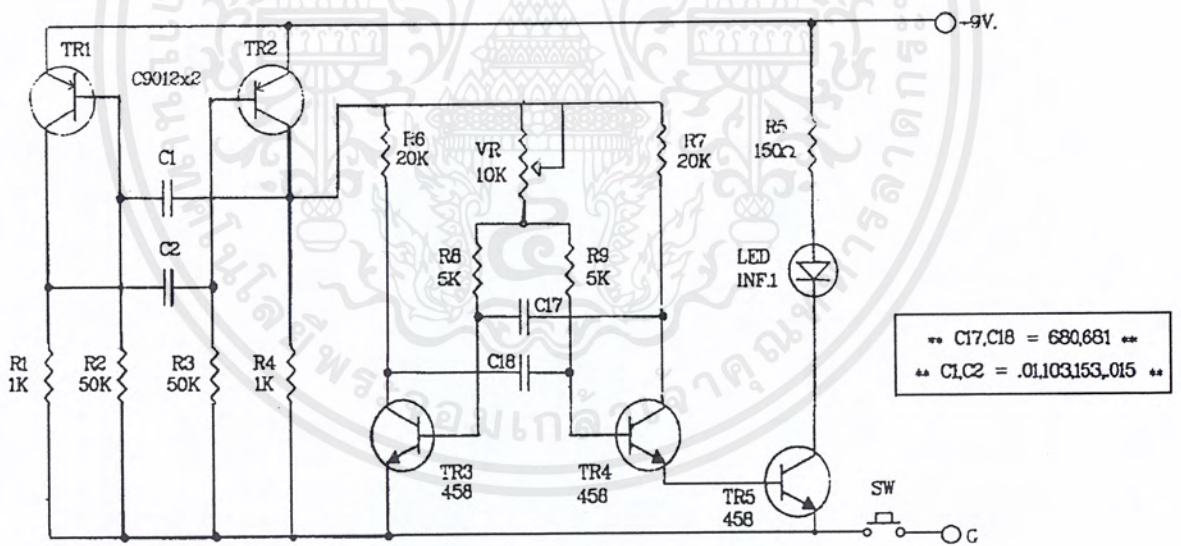 -9V.
TR1
TR2
C9012x2
R6
20K
VR
10K
R7
20K
R5
150Ω
C1
C2
R8
5K
R9
5K
LED
INF.1
C17
C18
R1
1K
R2
50K
R3
50K
R4
1K
** C17,C18 = 680,681 **
** C1,C2 = .01,103,153,.015 **
TR3
458
TR4
458
TR5
458
SW
G